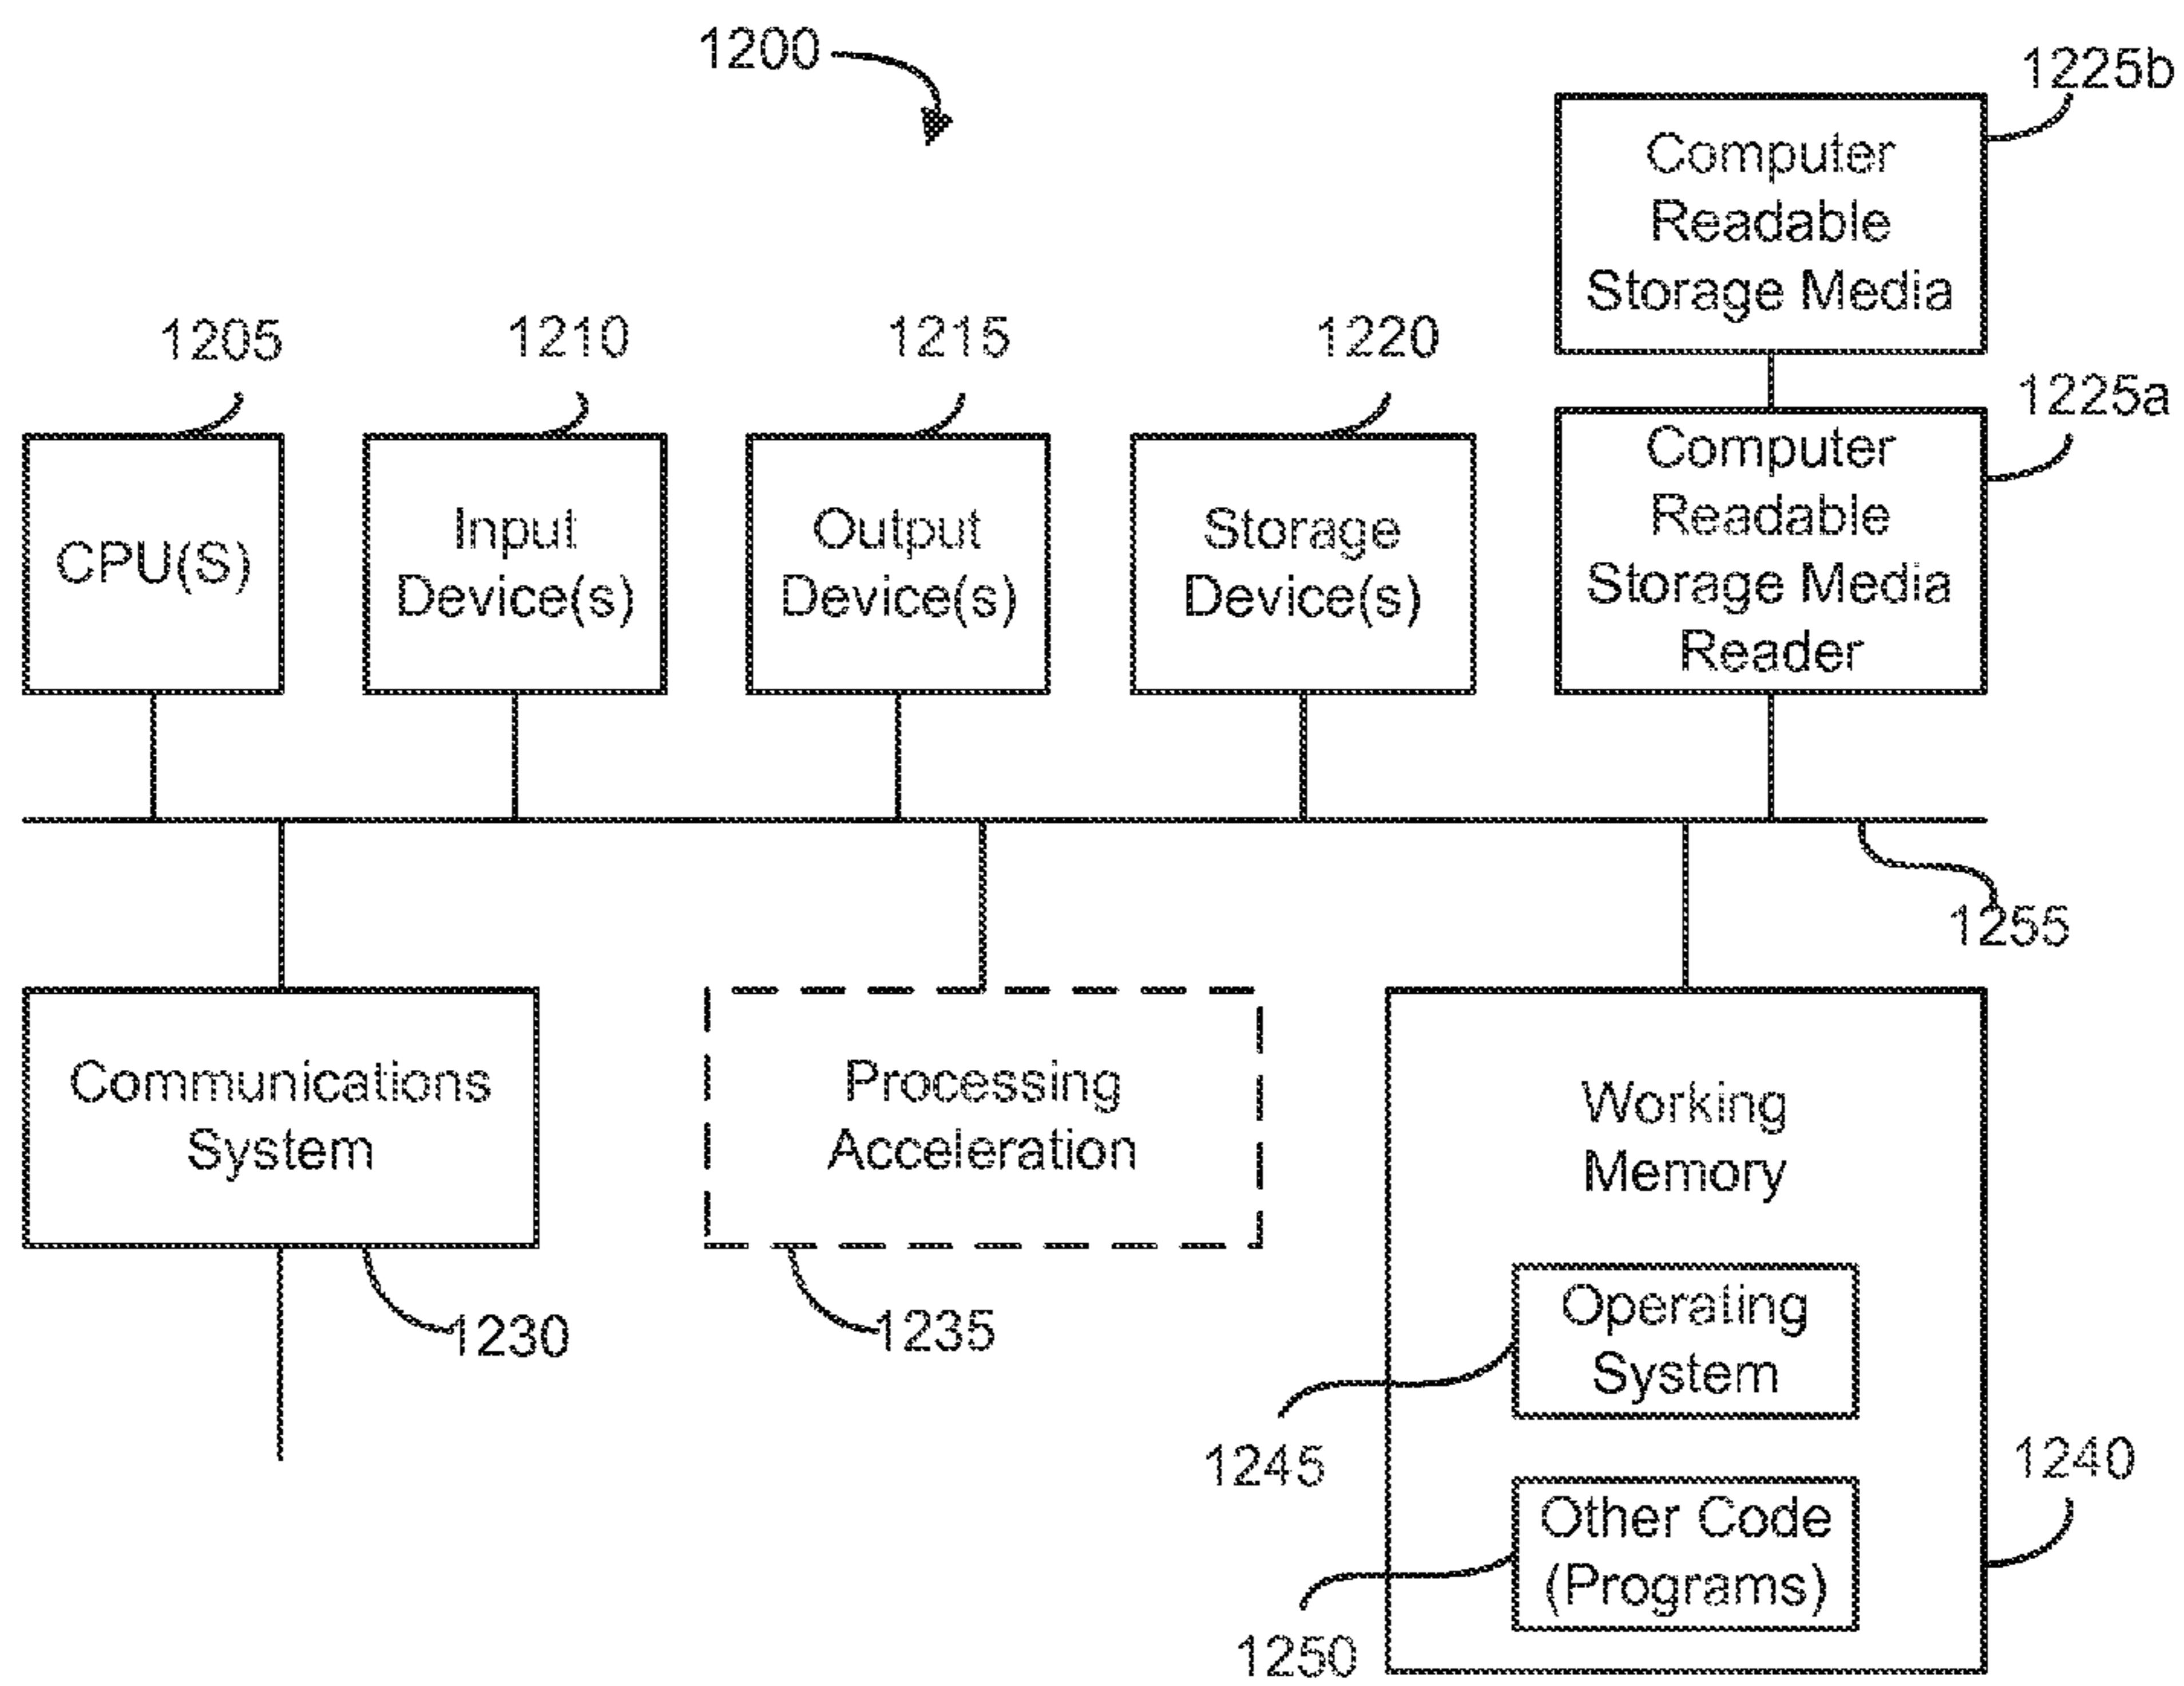 1200
1225b
Computer
Readable
Storage Media
1205
1210
1215
1220
1225a
CPU(S)
Input
Device(s)
Output
Device(s)
Storage
Device(s)
Computer
Readable
Storage Media
Reader
1255
Communications
System
1230
Processing
Acceleration
1235
Working
Memory
Operating
System
1245
1240
Other Code
(Programs)
1250